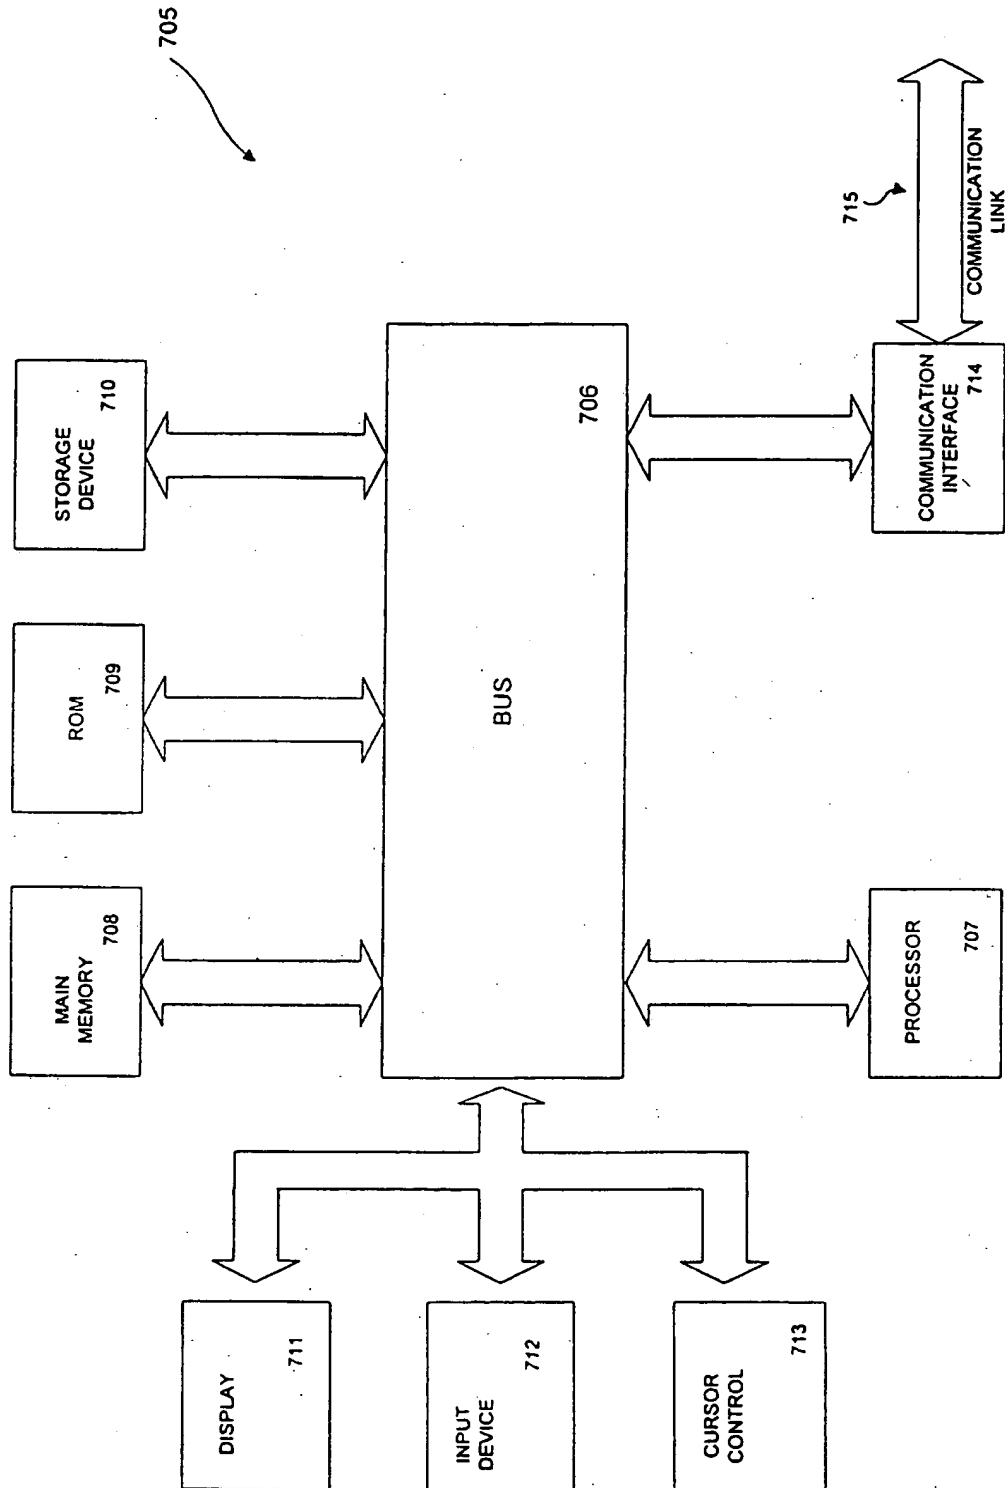 705
MAIN
MEMORY
708
ROM
709
STORAGE
DEVICE
710
DISPLAY
711
INPUT
DEVICE
712
CURSOR
CONTROL
713
BUS
706
PROCESSOR
707
COMMUNICATION
INTERFACE
714
715
COMMUNICATION
LINK